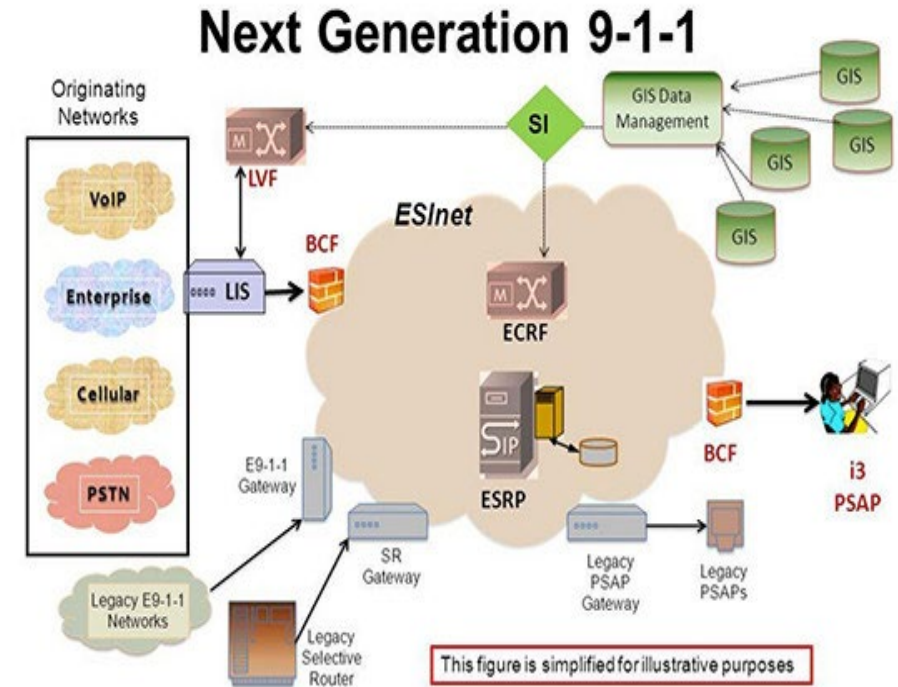 Next Generation 9-1-1
Originating
Networks
VoIP
Enterprise
Cellular
PSTN
M
LVF
LIS
BCF
SI
GIS Data
Management
GIS
GIS
GIS
GIS
ESInet
M
ECRF
SIP
ESRP
BCF
i3
PSAP
E9-1-1
Gateway
SR
Gateway
Legacy
PSAP
Gateway
Legacy
PSAPs
Legacy E9-1-1
Networks
Legacy
Selective
Router
This figure is simplified for illustrative purposes